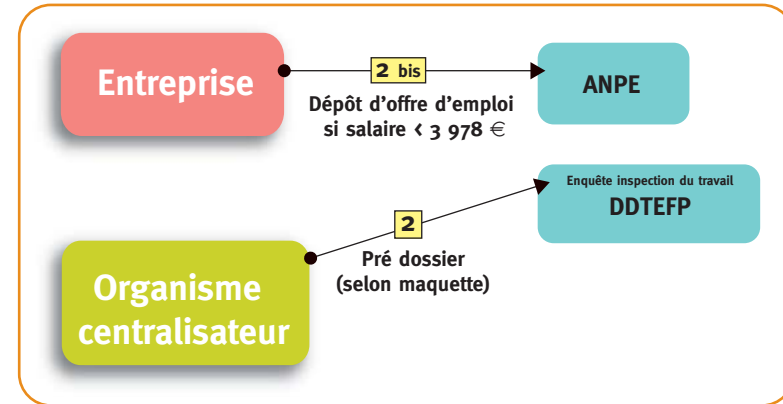 Entreprise
2 bis
Dépôt d’offre d’emploi
si salaire < 3 978 €
ANPE
Enquête inspection du travail
DDTEFP
2
Pré dossier
(selon maquette)
Organisme
centralisateur